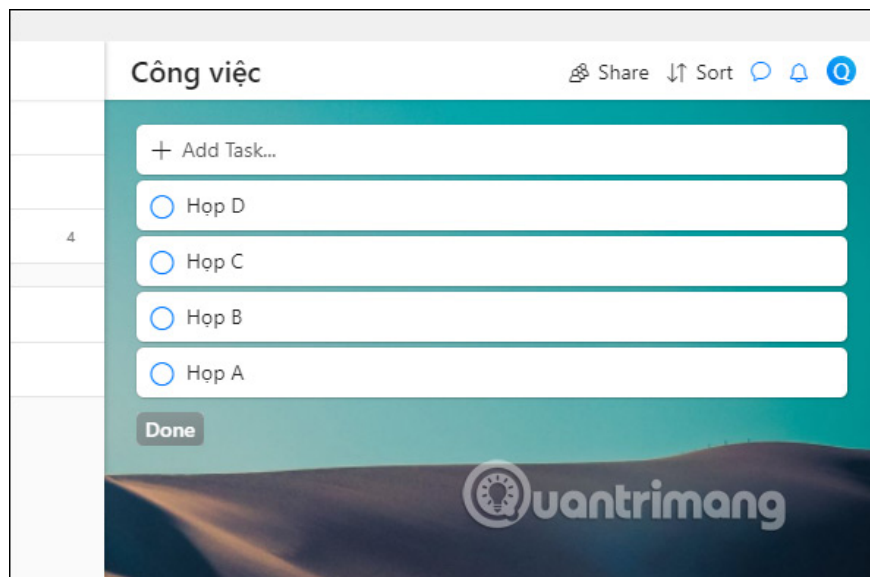 Công việc
Share
Sort
Q
Add Task...
Họp D
4
Họp C
Họp B
Họp A
Done
Quantrimang